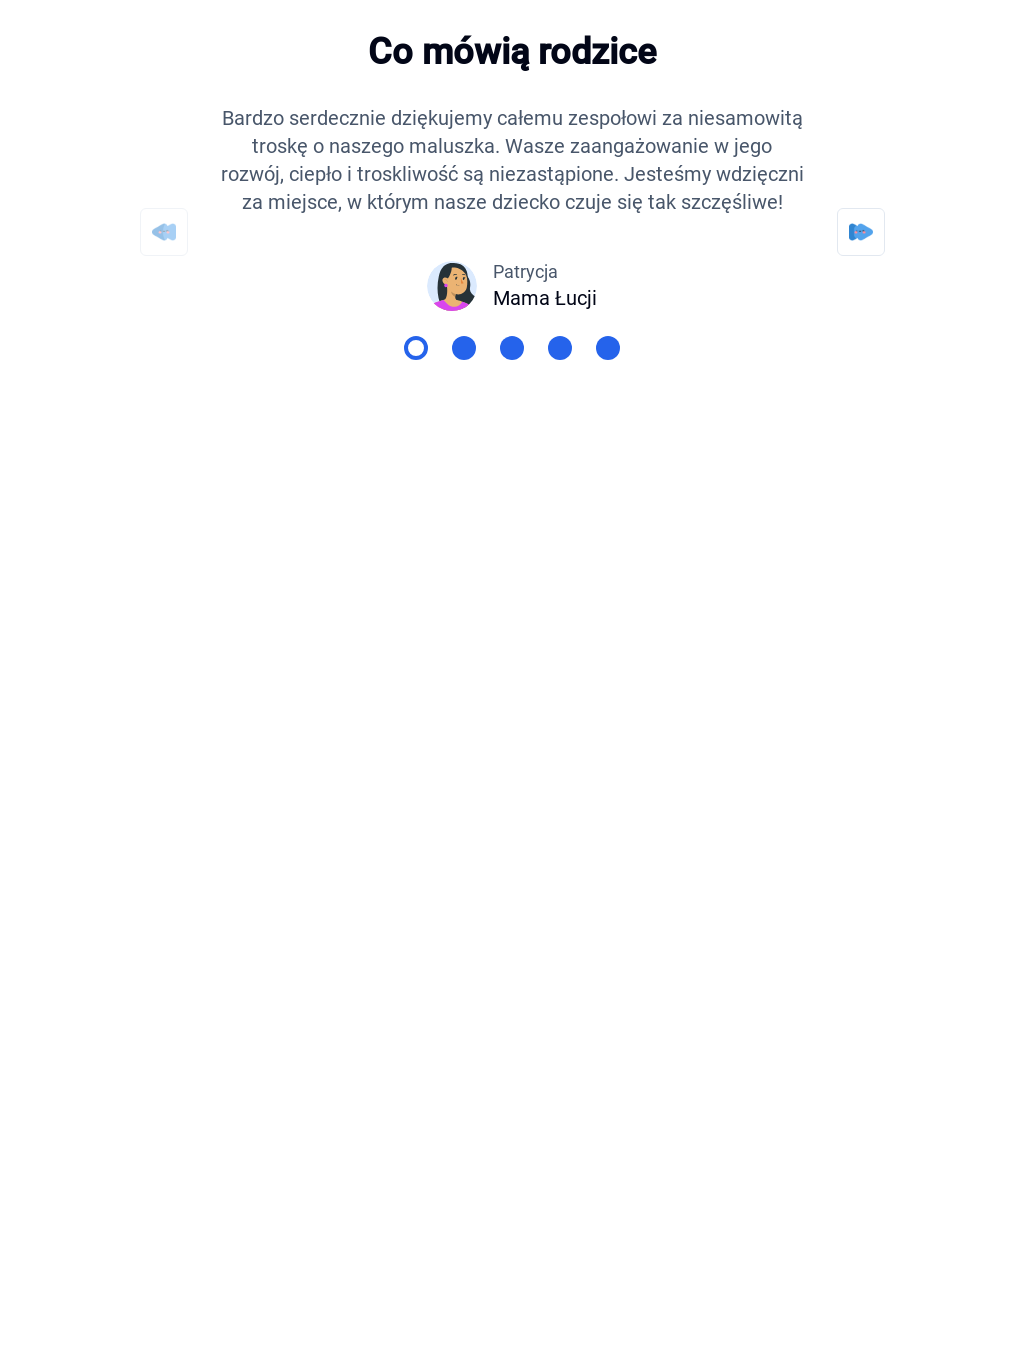 Co mówią rodzice
Bardzo serdecznie dziękujemy całemu zespołowi za niesamowitą
troskę o naszego maluszka. Wasze zaangażowanie w jego
rozwój, ciepło i troskliwość są niezastąpione. Jesteśmy wdzięczni
za miejsce, w którym nasze dziecko czuje się tak szczęśliwe!
Patrycja
Mama Łucji